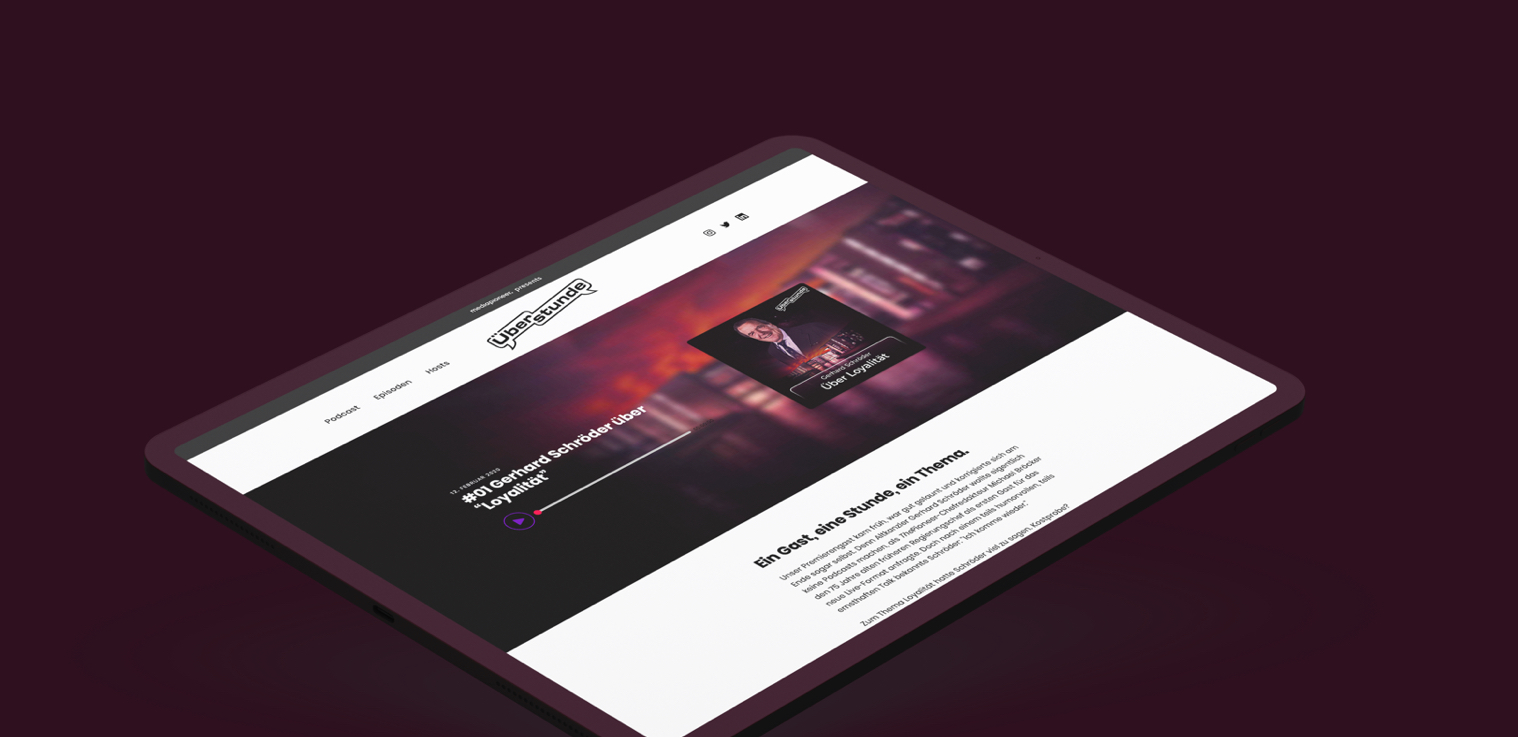 mediapioneer. presents
Überstunde
Podcast Episoden Hosts
12. FEBRUAR 2020
#01 Gerhard Schröder über
"Loyalität"
Überstunde
Gerhard Schröder
Über Loyalität
Ein Gast, eine Stunde, ein Thema.
Unser Premierengast kam früh, war gut gelaunt und korrigierte sich am
Ende sogar selbst. Denn Altkanzler Gerhard Schröder wollte eigentlich
keine Podcasts machen, als ThePioneer-Chefredakteur Michael Bröcker
den 75 Jahre alten früheren Regierungschef als ersten Gast für das
neue Live-Format anfragte. Doch nach einem teils humorvollen, teils
ernsthaften Talk bekannte Schröder: "Ich komme wieder."
Zum Thema Loyalität hatte Schröder viel zu sagen. Kostprobe?